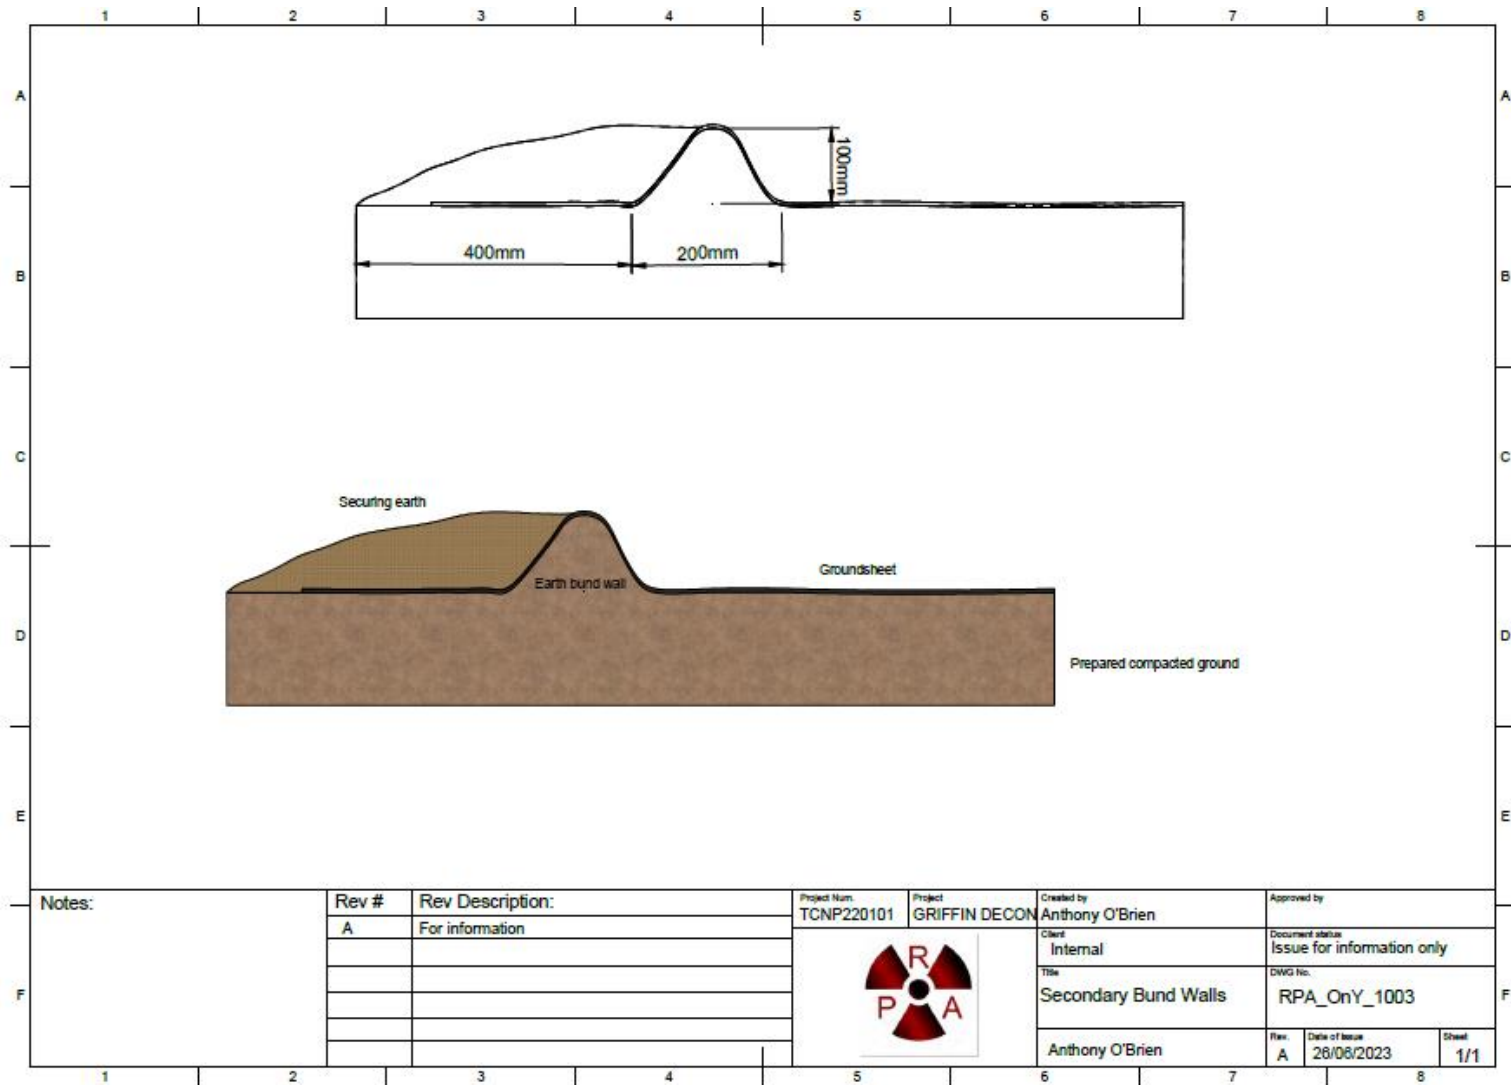 1 2 3 4 5 6 7 8
A A
100mm
400mm 200mm
B B
C C
Securing earth
Groundsheet
Earth bund wall
D D
Prepared compacted ground
E E
Notes:
Rev # Rev Description:
A For information
Project Num. Project
TCNP220101 GRIFFIN DECON
Created by
Anthony O'Brien
Approved by
Client
Internal
Document status
Issue for information only
R
P A
Title
Secondary Bund Walls
DWG No.
RPA_OnY_1003
F F
Anthony O'Brien
Rev. Date of issue Sheet
A 26/06/2023 1/1
1 2 3 4 5 6 7 8